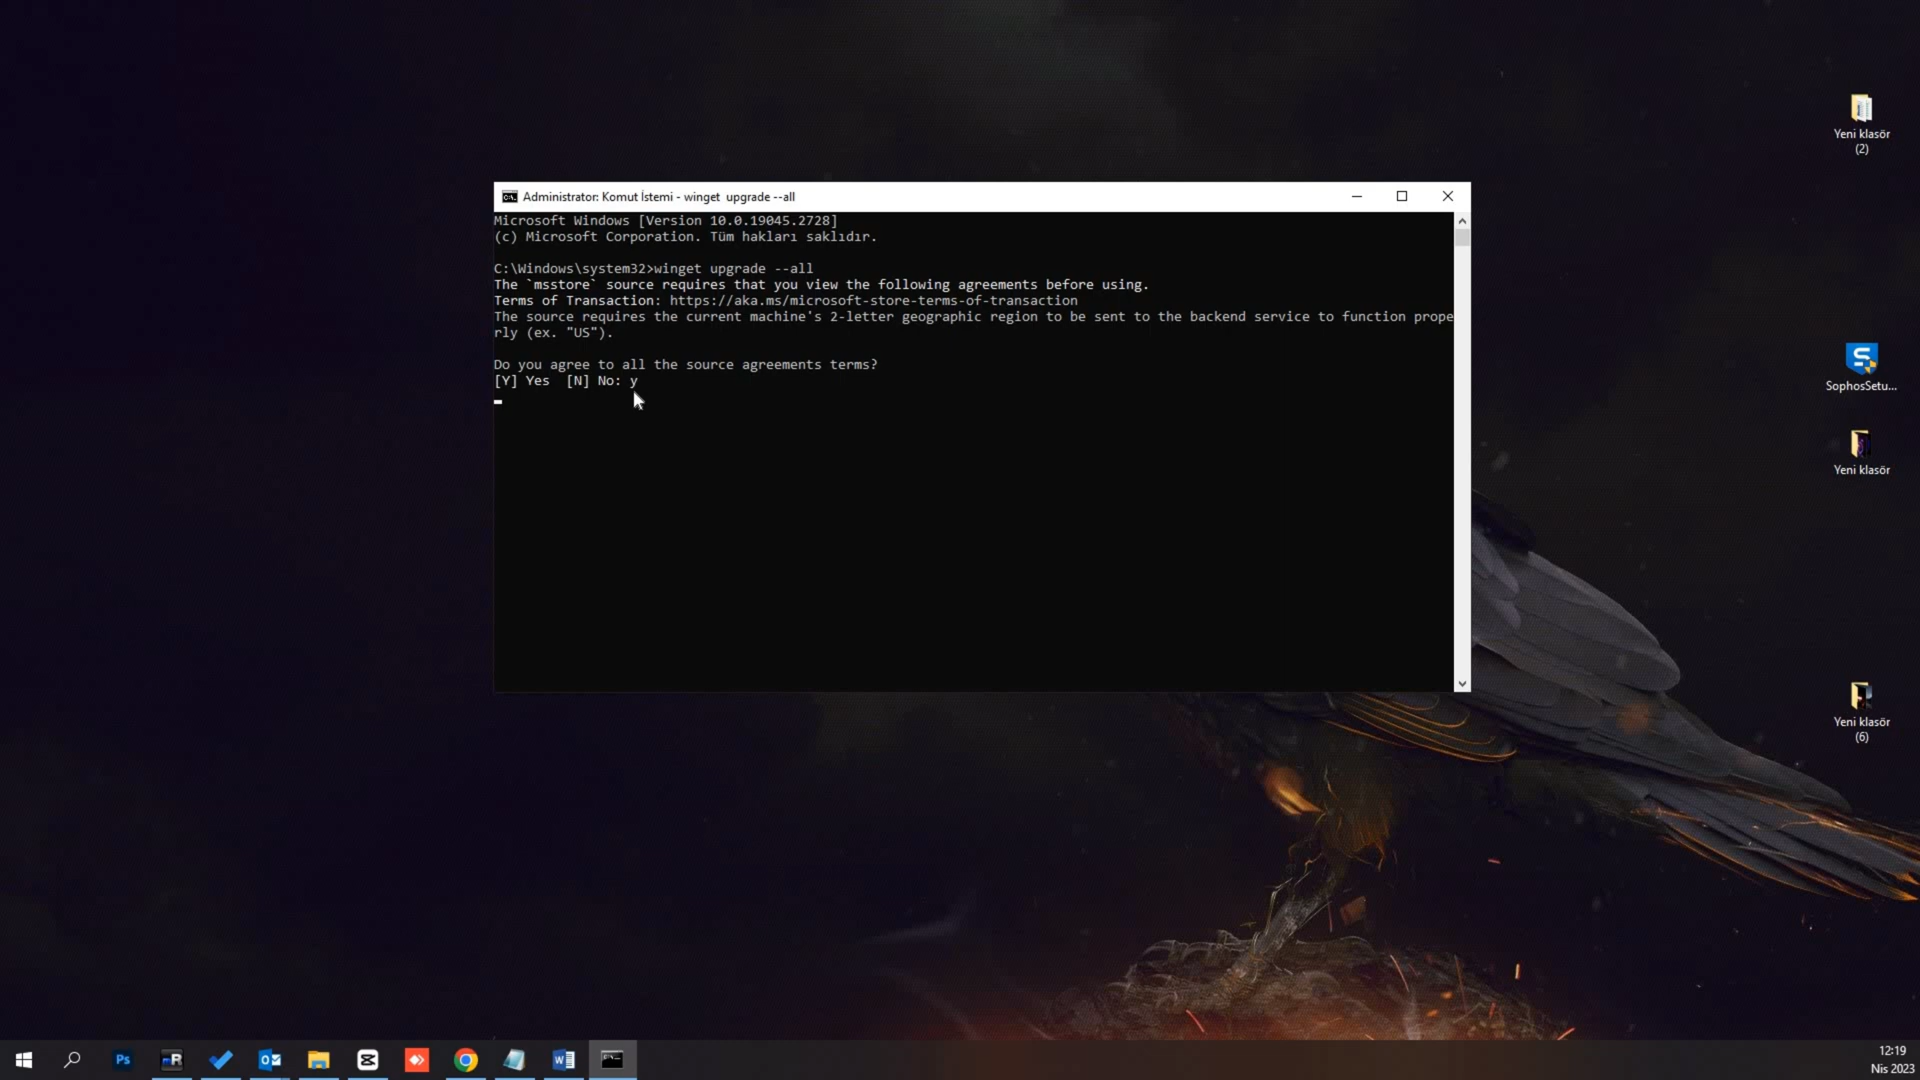 Yeni klasör
(2)
Administrator: Komut İstemi - winget  upgrade --all
Microsoft Windows [Version 10.0.19045.2728]
(c) Microsoft Corporation. Tüm hakları saklıdır.
C:\Windows\system32>winget upgrade --all
The `msstore` source requires that you view the following agreements before using.
Terms of Transaction: https://aka.ms/microsoft-store-terms-of-transaction
The source requires the current machine's 2-letter geographic region to be sent to the backend service to function prope
rly (ex. "US").
Do you agree to all the source agreements terms?
[Y] Yes  [N] No: y
SophosSetu...
Yeni klasör
Yeni klasör
(6)
Ps
R
W
12:19
Nis 2023